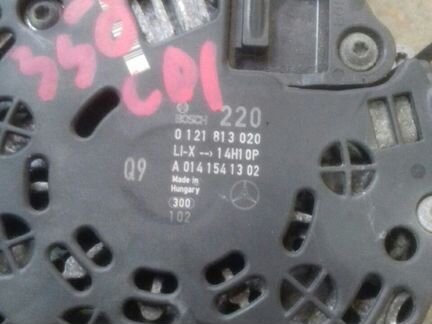 CDI
BOSCH 220
0 121 813 020
LI-X --> 14H10P
Q9
A 014 154 13 02
Made in
Hungary
300
102